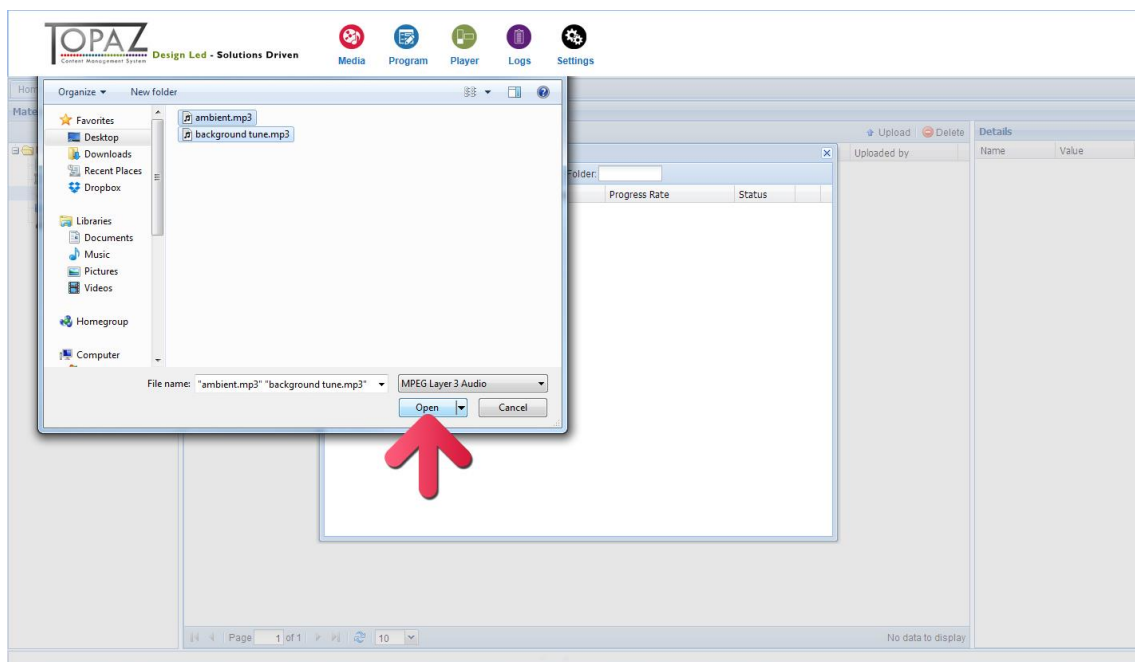 TOPAZ
Content Management System
Design Led - Solutions Driven
Media Program Player Logs Settings
Organize New folder
Favorites
Desktop
Downloads
Recent Places
Dropbox
Libraries
Documents
Music
Pictures
Videos
Homegroup
Computer
ambient.mp3
background tune.mp3
File name: "ambient.mp3" "background tune.mp3" MPEG Layer 3 Audio
Open Cancel
Folder:
Progress Rate Status
Upload Delete
Uploaded by
Details
Name Value
Page 1 of 1 10
No data to display